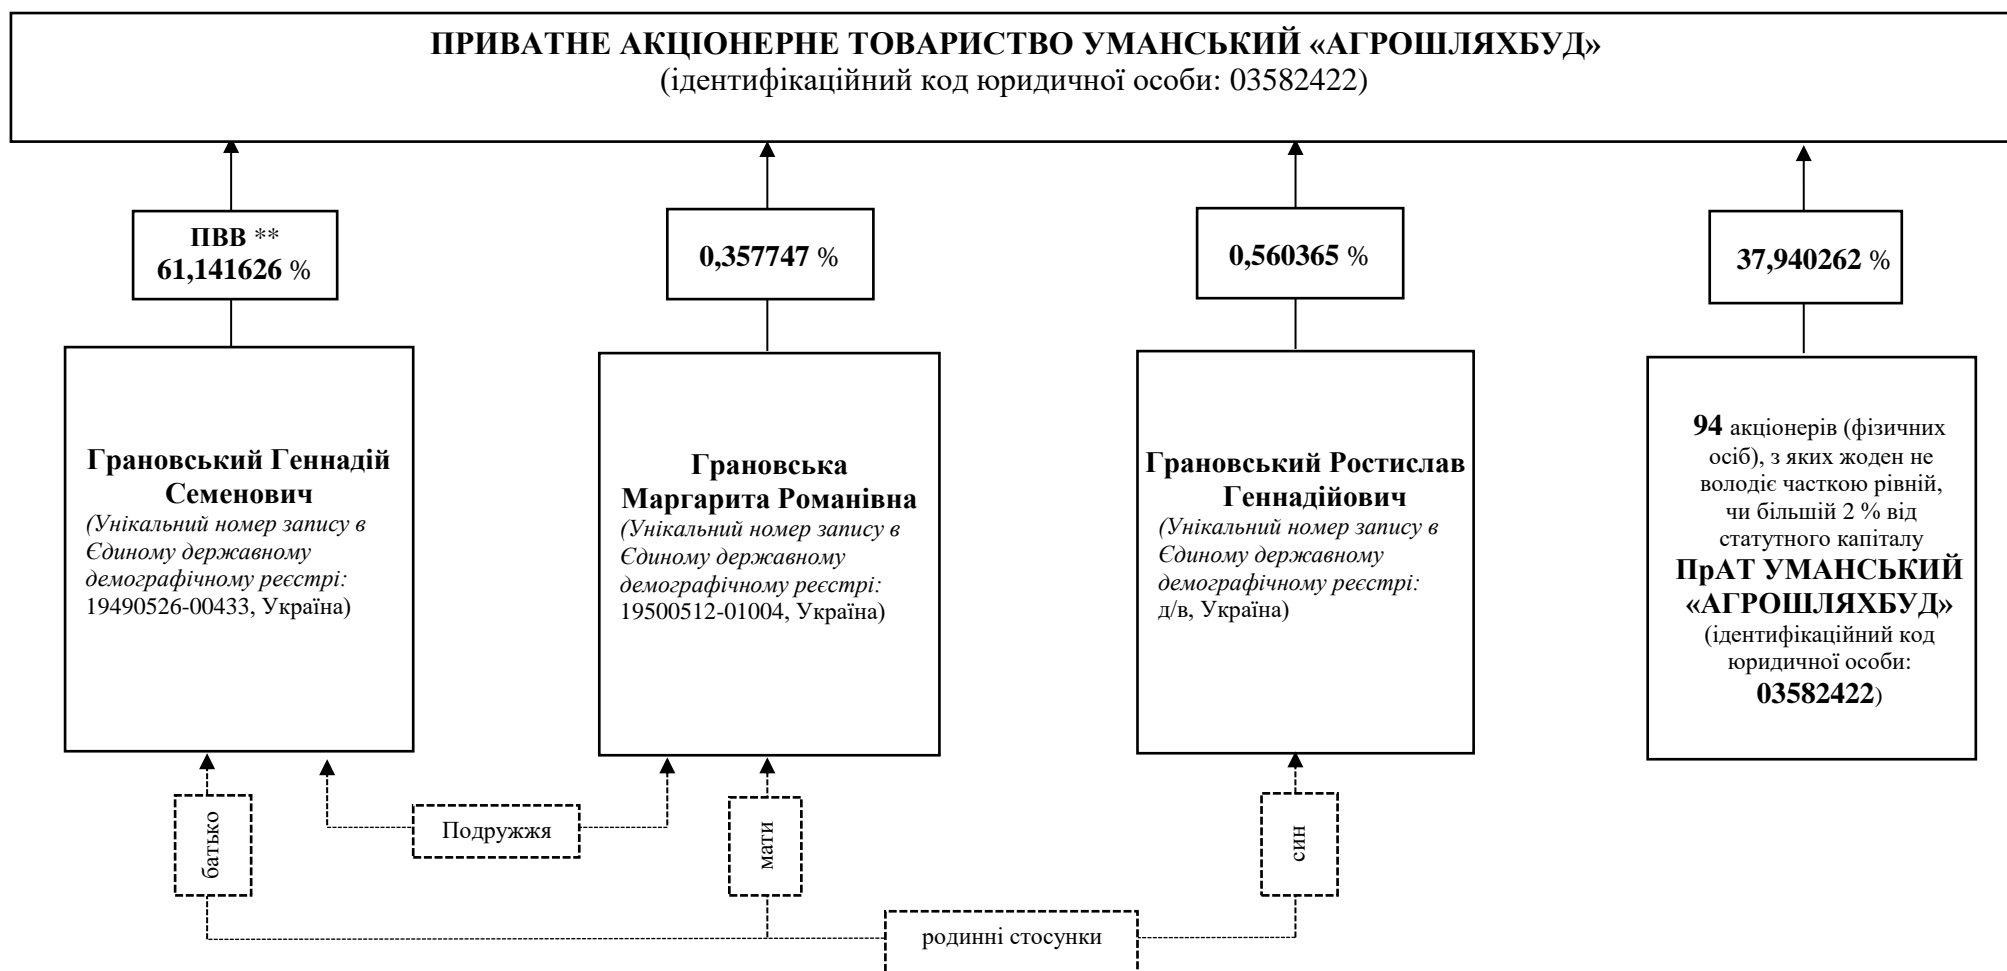 ПРИВАТНЕ АКЦІОНЕРНЕ ТОВАРИСТВО УМАНСЬКИЙ «АГРОШЛЯХБУД»
(ідентифікаційний код юридичної особи: 03582422)
ПВВ **
61,141626 %
0,357747 %
0,560365 %
37,940262 %
Грановський Геннадій
Семенович
(Унікальний номер запису в
Єдиному державному
демографічному реєстрі:
19490526-00433, Україна)
Грановська
Маргарита Романівна
(Унікальний номер запису в
Єдиному державному
демографічному реєстрі:
19500512-01004, Україна)
Грановський Ростислав
Геннадійович
(Унікальний номер запису в
Єдиному державному
демографічному реєстрі:
д/в, Україна)
94 акціонерів (фізичних
осіб), з яких жоден не
володіє часткою рівній,
чи більшій 2 % від
статутного капіталу
ПрАТ УМАНСЬКИЙ
«АГРОШЛЯХБУД»
(ідентифікаційний код
юридичної особи:
03582422)
батько
Подружжя
мати
син
родинні стосунки